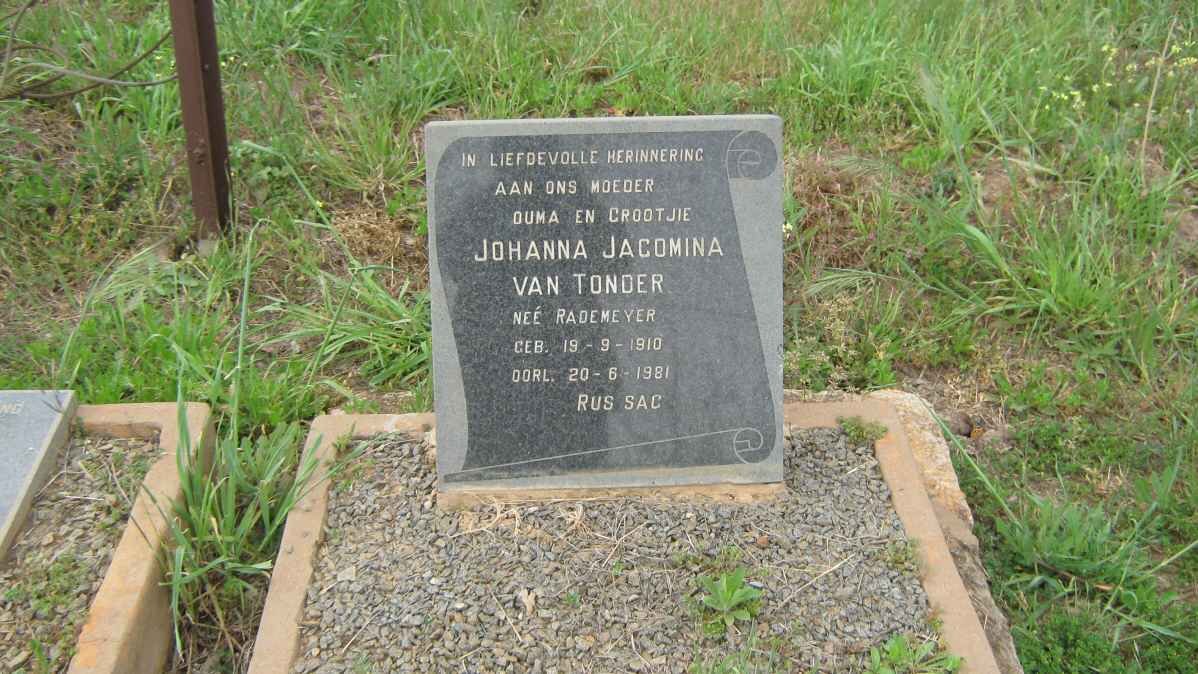 IN LIEFDEVOLLE HERINNERING
AAN ONS MOEDER
OUMA EN GROOTJIE
JOHANNA JACOMINA
VAN TONDER
NEÉ RADEMEYER
GEB. 19-9-1910
OORL. 20-6-1981
RUS SAG